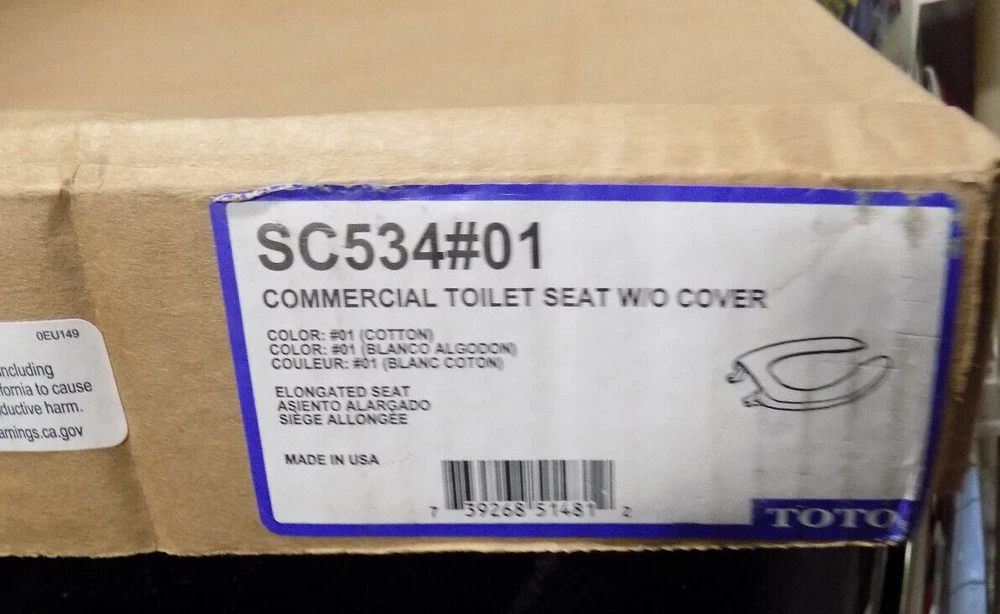 SC534#01
COMMERCIAL TOILET SEAT W/O COVER
COLOR: #01 (COTTON)
COLOR: #01 (BLANCO ALGODON)
COULEUR: #01 (BLANC COTON)
ELONGATED SEAT
ASIENTO ALARGADO
SIÈGE ALLONGÉE
MADE IN USA
7 39268 51481 2
TOTO
0EU149
including
fornia to cause
ductive harm.
arnings.ca.gov